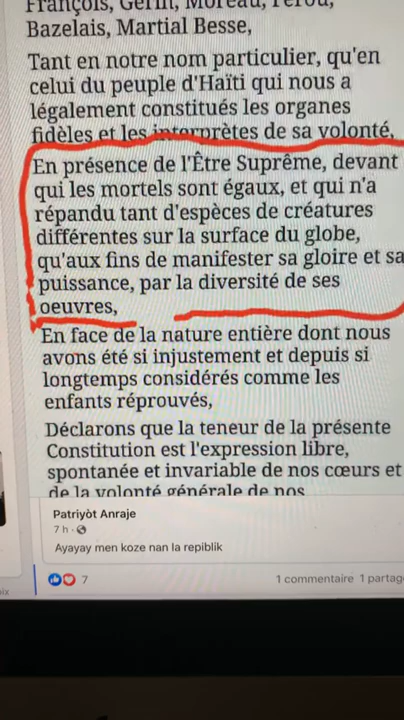 François, Gérin, Moreau, Férou,
Bazelais, Martial Besse,
Tant en notre nom particulier, qu'en
celui du peuple d'Haïti qui nous a
légalement constitués les organes
fidèles et les interprètes de sa volonté,
En présence de l'Être Suprême, devant
qui les mortels sont égaux, et qui n'a
répandu tant d'espèces de créatures
différentes sur la surface du globe,
qu'aux fins de manifester sa gloire et sa
puissance, par la diversité de ses
oeuvres,
En face de la nature entière dont nous
avons été si injustement et depuis si
longtemps considérés comme les
enfants réprouvés,
Déclarons que la teneur de la présente
Constitution est l'expression libre,
spontanée et invariable de nos cœurs et
de la volonté générale de nos
Patriyòt Anraje
7 h ·
Ayayay men koze nan la repiblik
7
1 commentaire 1 partag